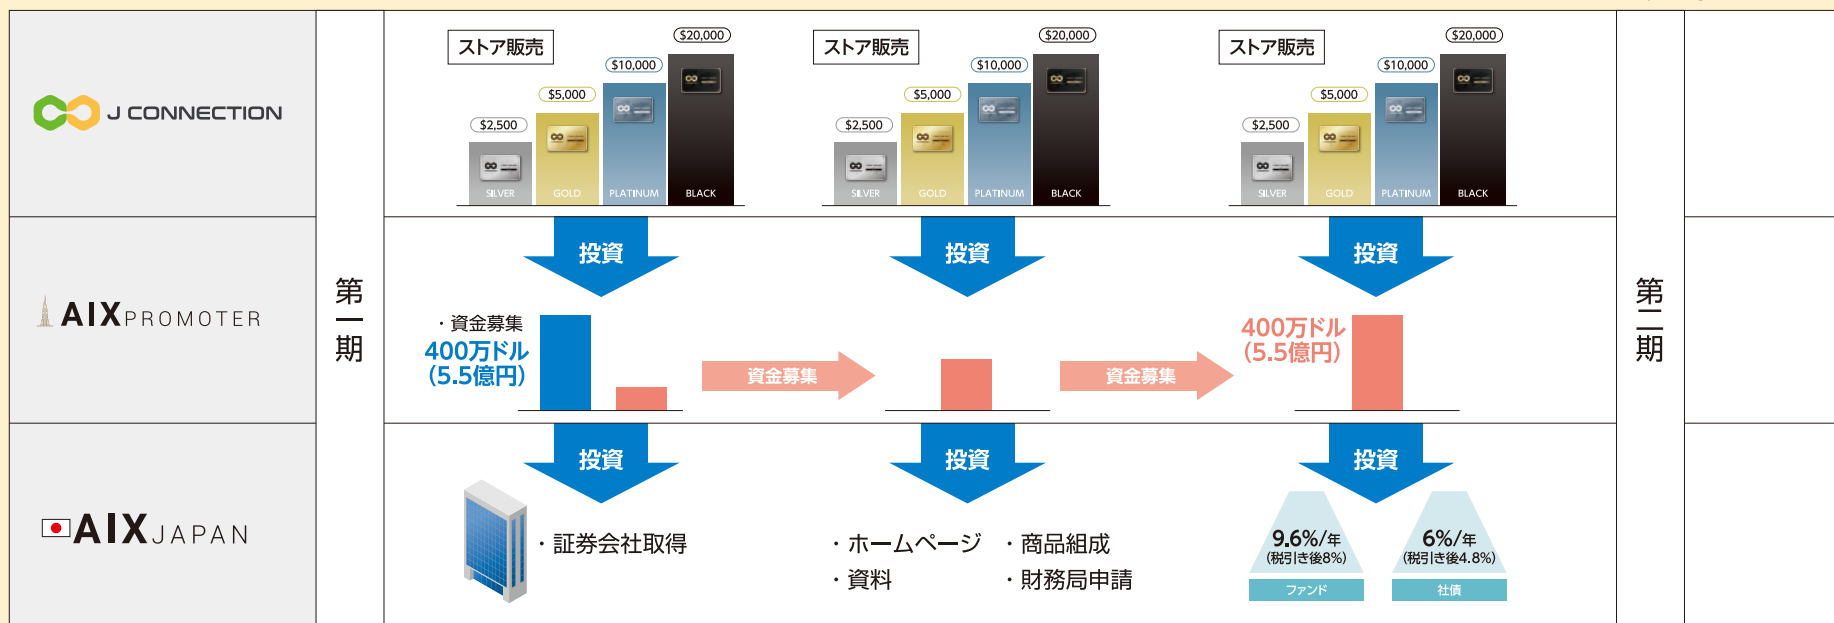 J CONNECTION
ストア販売
$2,500
$5,000
$10,000
$20,000
SILVER
GOLD
PLATINUM
BLACK
ストア販売
$2,500
$5,000
$10,000
$20,000
SILVER
GOLD
PLATINUM
BLACK
ストア販売
$2,500
$5,000
$10,000
$20,000
SILVER
GOLD
PLATINUM
BLACK
第一期
第二期
投資
投資
投資
AIX PROMOTER
・資金募集
400万ドル
(5.5億円)
資金募集
資金募集
400万ドル
(5.5億円)
投資
投資
投資
AIX JAPAN
・証券会社取得
・ホームページ
・商品組成
・資料
・財務局申請
9.6%/年
(税引き後8%)
ファンド
6%/年
(税引き後4.8%)
社債